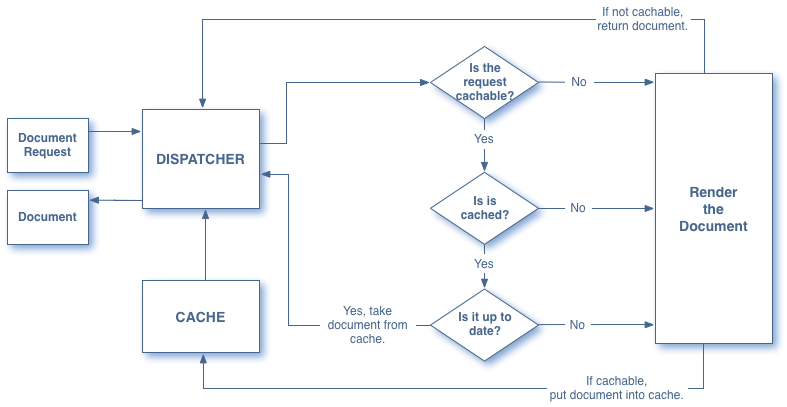 If not cachable,
return document.
Is the
request
cachable?
No
Document
Request
DISPATCHER
Yes
Document
Is is
cached?
No
Render
the
Document
Yes
CACHE
Yes, take
document from
cache.
Is it up to
date?
No
If cachable,
put document into cache.